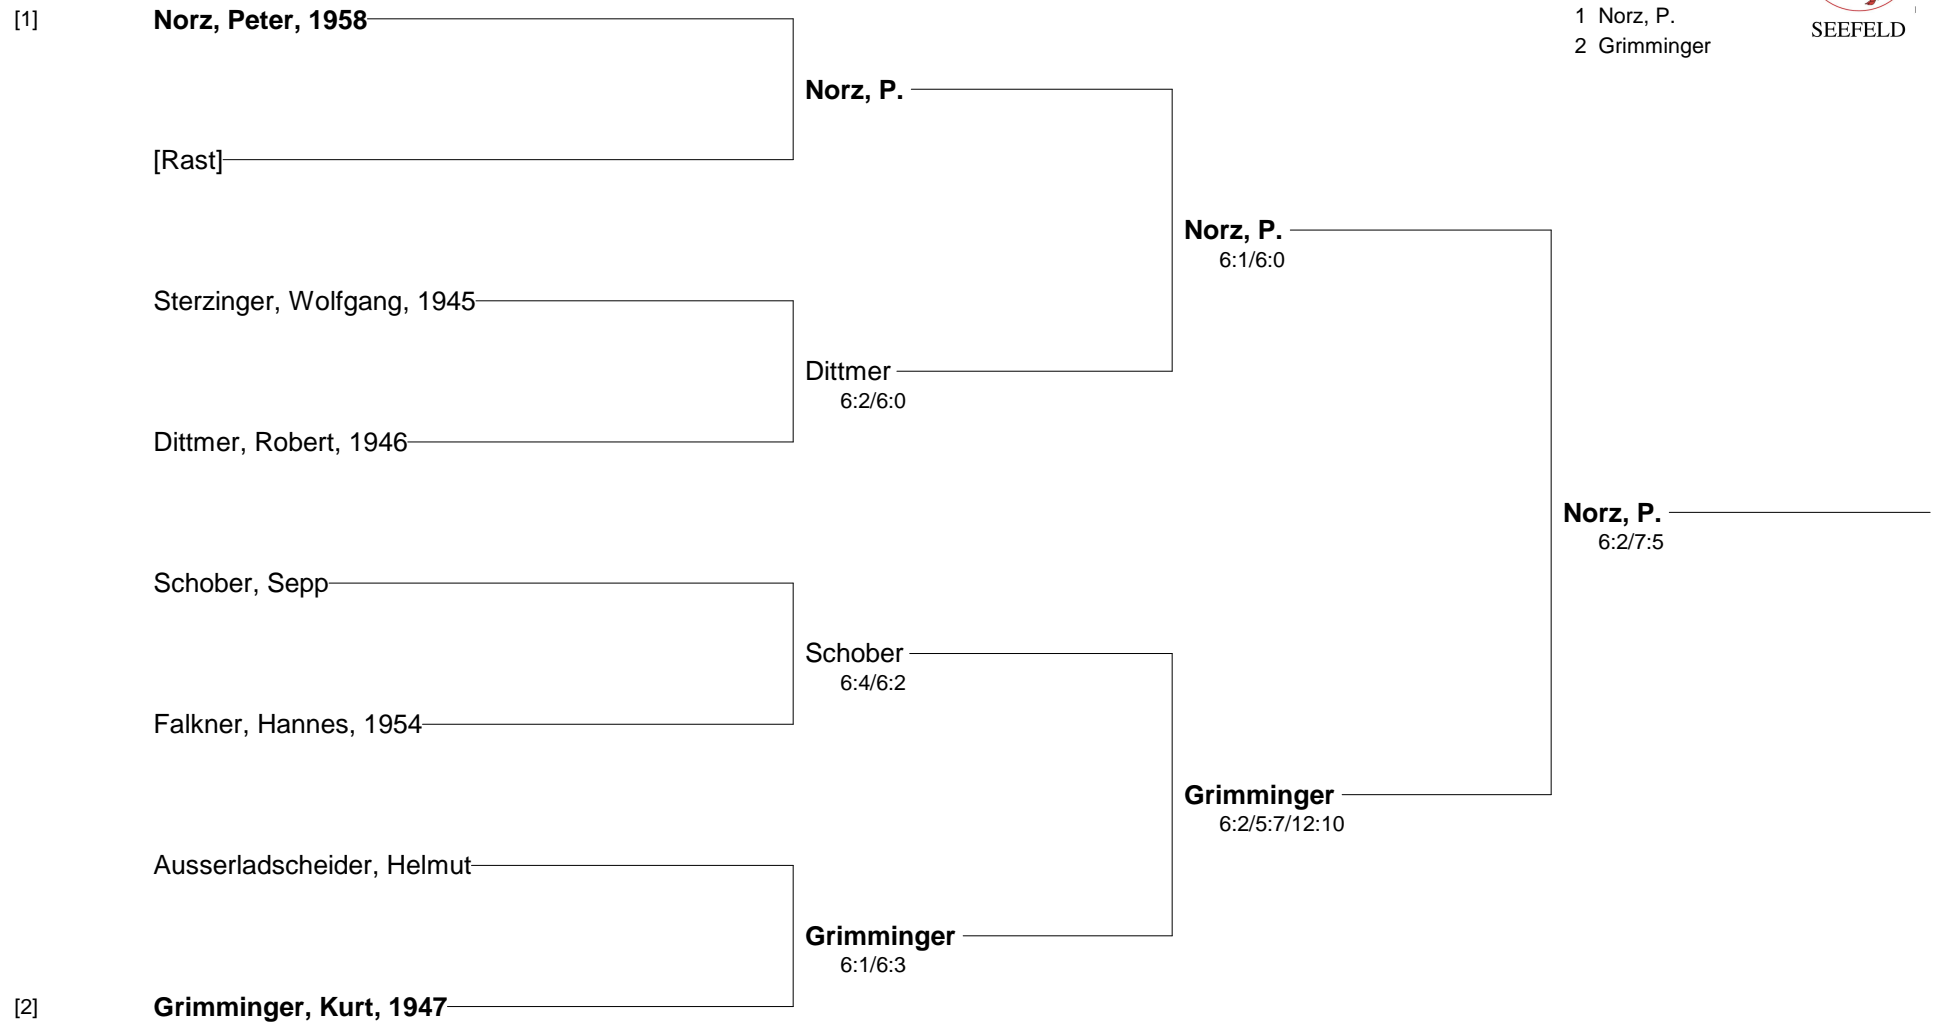 [1] Norz, Peter, 1958
1 Norz, P.
2 Grimminger
SEEFELD
Norz, P.
[Rast]
Norz, P.
6:1/6:0
Sterzinger, Wolfgang, 1945
Dittmer
6:2/6:0
Dittmer, Robert, 1946
Norz, P.
6:2/7:5
Schober, Sepp
Schober
6:4/6:2
Falkner, Hannes, 1954
Grimminger
6:2/5:7/12:10
Ausserladscheider, Helmut
Grimminger
6:1/6:3
[2] Grimminger, Kurt, 1947